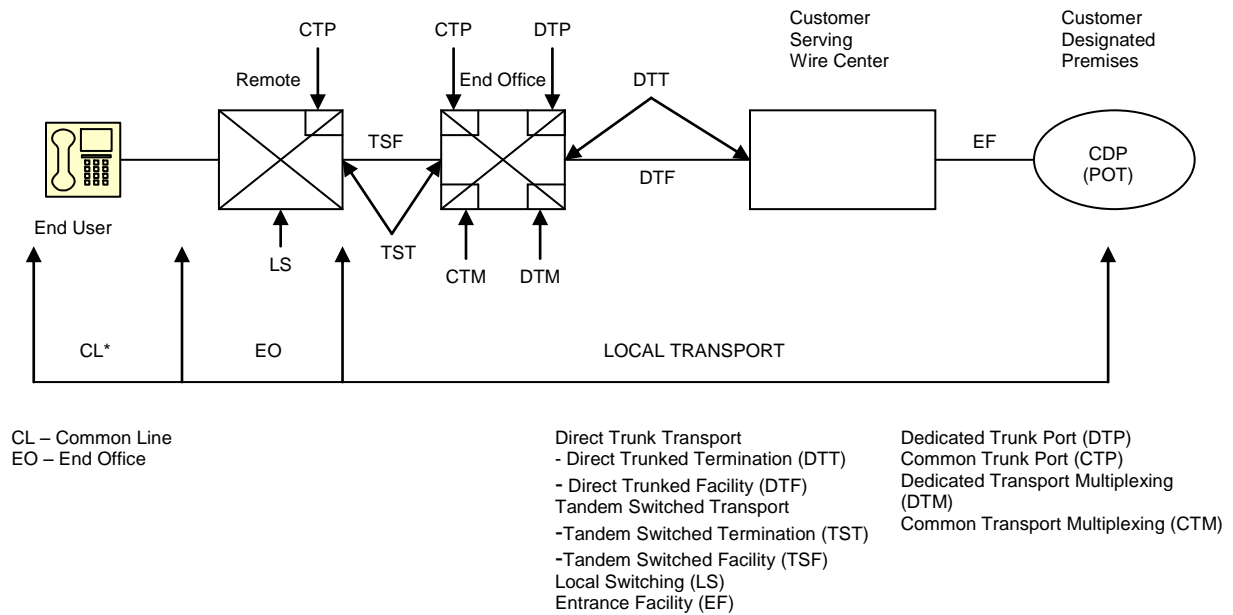 Customer
Serving
Wire Center
Customer
Designated
Premises
CTP
CTP
DTP
Remote
End Office
DTT
TSF
DTF
EF
CDP
(POT)
End User
LS
TST
CTM
DTM
CL*
EO
LOCAL TRANSPORT
CL – Common Line
EO – End Office
Direct Trunk Transport
- Direct Trunked Termination (DTT)
- Direct Trunked Facility (DTF)
Tandem Switched Transport
-Tandem Switched Termination (TST)
-Tandem Switched Facility (TSF)
Local Switching (LS)
Entrance Facility (EF)
Dedicated Trunk Port (DTP)
Common Trunk Port (CTP)
Dedicated Transport Multiplexing
(DTM)
Common Transport Multiplexing (CTM)